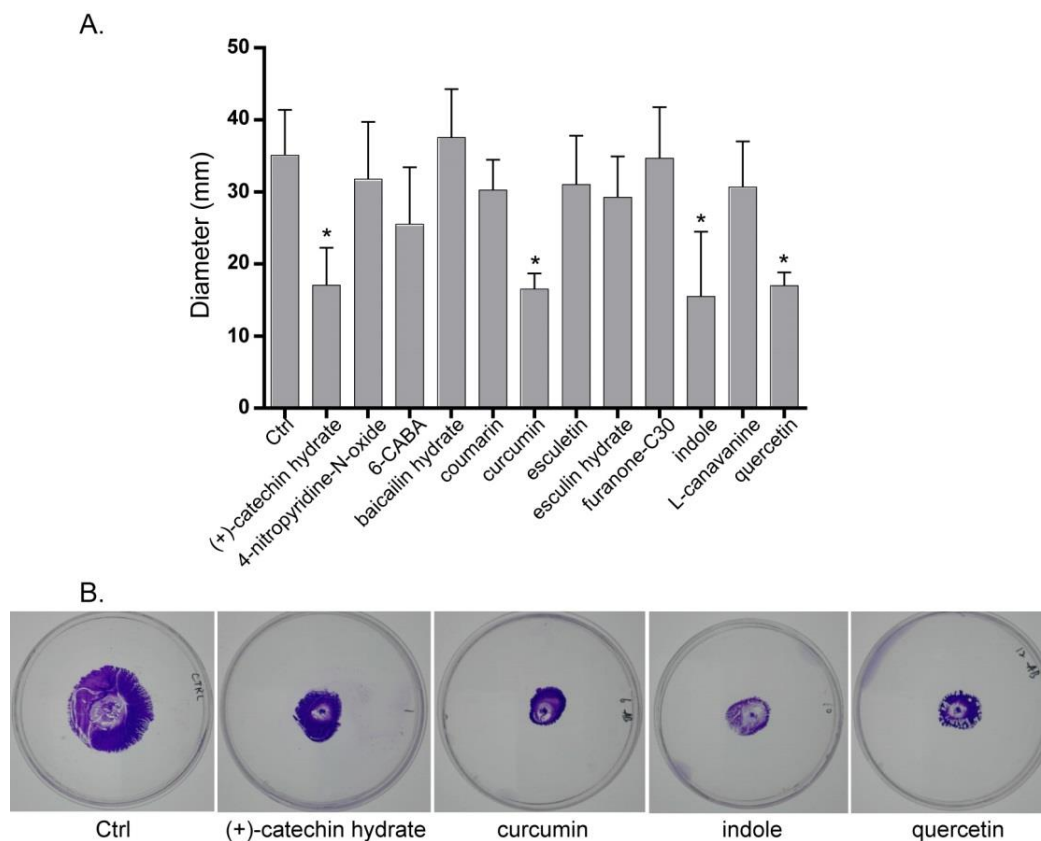 A.
Diameter (mm)
50
40
30
20
10
0
*
*
*
*
Ctrl
(+)-catechin hydrate
4-nitropyridine-N-oxide
6-CABA
baicailin hydrate
coumarin
curcumin
esculetin
esculin hydrate
furanone-C30
indole
L-canavanine
quercetin
B.
CTRL
Ctrl
(+)-catechin hydrate
curcumin
indole
quercetin